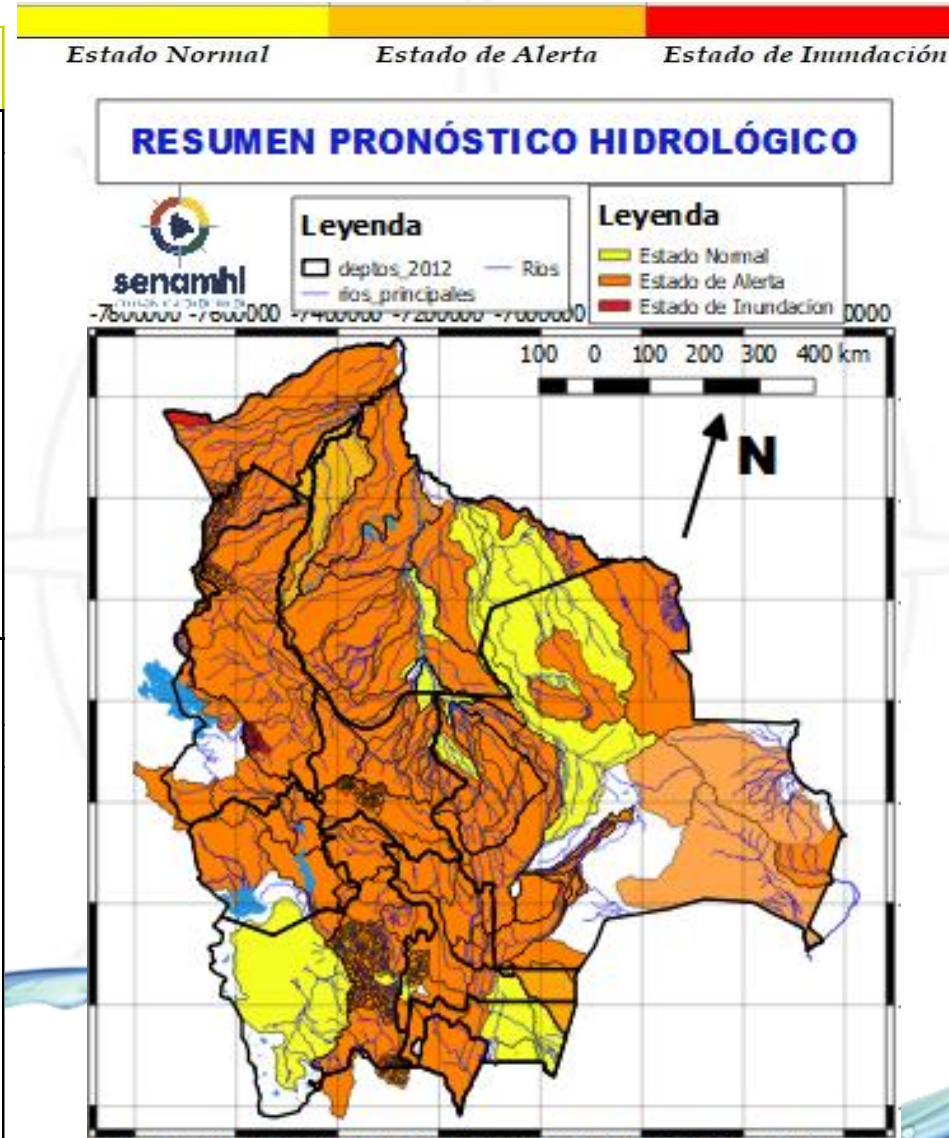 Estado Normal Estado de Alerta Estado de Inundación
RESUMEN PRONÓSTICO HIDROLÓGICO
senamhi
Leyenda
deptos_2012 Rios
rios_principales
Leyenda
Estado Normal
Estado de Alerta
Estado de Inundacion
-7600000 -7400000 -7200000 -7000000
100 0 100 200 300 400 km
N